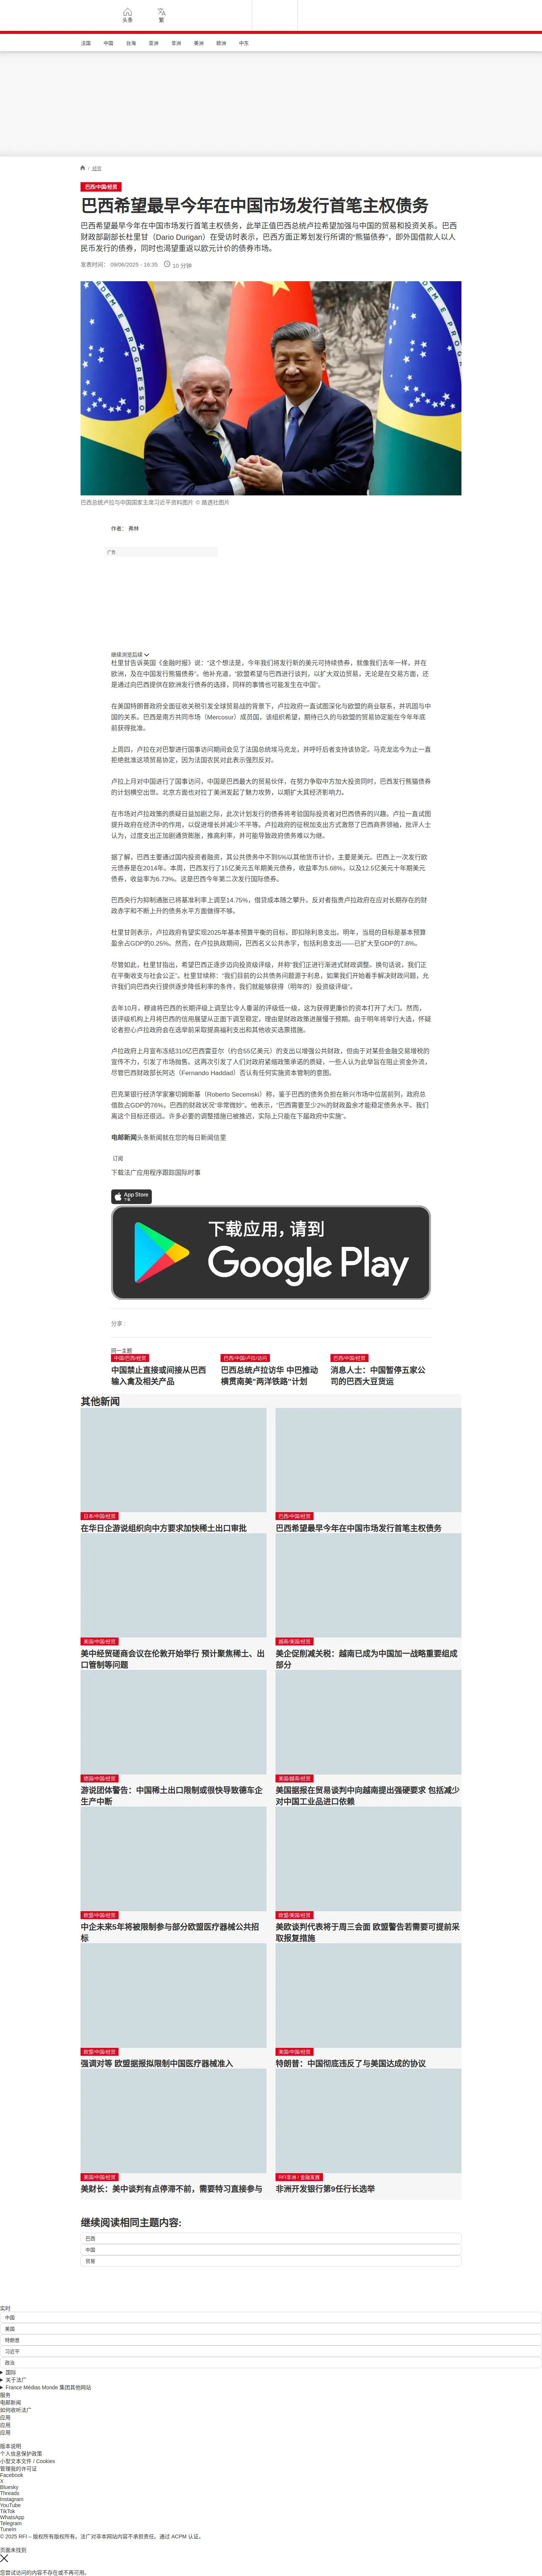 头条
繁
法国 中国 台海 亚洲 非洲 美洲 欧洲 中东
/ 经贸
巴西/中国/经贸
巴西希望最早今年在中国市场发行首笔主权债务
巴西希望最早今年在中国市场发行首笔主权债务，此举正值巴西总统卢拉希望加强与中国的贸易和投资关系。巴西
财政部副部长杜里甘（Dario Durigan）在受访时表示，巴西方面正筹划发行所谓的“熊猫债券”，即外国借款人以人
民币发行的债券，同时也渴望重返以欧元计价的债券市场。
发表时间： 09/06/2025 - 16:35
10 分钟
巴西总统卢拉与中国国家主席习近平资料图片 © 路透社图片
作者： 弗林
广告
继续浏览后续
杜里甘告诉英国《金融时报》说：“这个想法是，今年我们将发行新的美元可持续债券，就像我们去年一样，并在
欧洲，及在中国发行熊猫债券”。他补充道，“欧盟希望与巴西进行谈判，以扩大双边贸易，无论是在交易方面，还
是通过向巴西提供在欧洲发行债券的选择，同样的事情也可能发生在中国”。
在美国特朗普政府全面征收关税引发全球贸易战的背景下，卢拉政府一直试图深化与欧盟的商业联系，并巩固与中
国的关系。巴西是南方共同市场（Mercosur）成员国，该组织希望，期待已久的与欧盟的贸易协定能在今年年底
前获得批准。
上周四，卢拉在对巴黎进行国事访问期间会见了法国总统埃马克龙，并呼吁后者支持该协定。马克龙迄今为止一直
拒绝批准这项贸易协定，因为法国农民对此表示强烈反对。
卢拉上月对中国进行了国事访问，中国是巴西最大的贸易伙伴，在努力争取中方加大投资同时，巴西发行熊猫债券
的计划横空出世。北京方面也对拉丁美洲发起了魅力攻势，以期扩大其经济影响力。
在市场对卢拉政策的质疑日益加剧之际，此次计划发行的债券将考验国际投资者对巴西债券的兴趣。卢拉一直试图
提升政府在经济中的作用，以促进增长并减少不平等。卢拉政府的征税加支出方式激怒了巴西商界领袖，批评人士
认为，过度支出正加剧通货膨胀，推高利率，并可能导致政府债务难以为继。
据了解，巴西主要通过国内投资者融资，其公共债务中不到5%以其他货币计价，主要是美元。巴西上一次发行欧
元债券是在2014年。本周，巴西发行了15亿美元五年期美元债券，收益率为5.68%，以及12.5亿美元十年期美元
债券，收益率为6.73%。这是巴西今年第二次发行国际债券。
巴西央行为抑制通胀已将基准利率上调至14.75%，借贷成本随之攀升。反对者指责卢拉政府在应对长期存在的财
政赤字和不断上升的债务水平方面做得不够。
杜里甘则表示，卢拉政府有望实现2025年基本预算平衡的目标，即扣除利息支出。明年，当局的目标是基本预算
盈余占GDP的0.25%。然而，在卢拉执政期间，巴西名义公共赤字，包括利息支出——已扩大至GDP的7.8%。
尽管如此，杜里甘指出，希望巴西正逐步迈向投资级评级，并称“我们正进行渐进式财政调整。换句话说，我们正
在平衡收支与社会公正”。杜里甘续称：“我们目前的公共债务问题源于利息，如果我们开始着手解决财政问题，允
许我们向巴西央行提供逐步降低利率的条件，我们就能够获得（明年的）投资级评级”。
去年10月，穆迪将巴西的长期评级上调至比令人垂涎的评级低一级，这为获得更廉价的资本打开了大门。然而，
该评级机构上月将巴西的信用展望从正面下调至稳定，理由是财政政策进展慢于预期。由于明年将举行大选，怀疑
论者担心卢拉政府会在选举前采取提高福利支出和其他收买选票措施。
卢拉政府上月宣布冻结310亿巴西雷亚尔（约合55亿美元）的支出以增强公共财政，但由于对某些金融交易增税的
宣传不力，引发了市场抛售。这再次引发了人们对政府紧缩政策承诺的质疑，一些人认为此举旨在阻止资金外流，
尽管巴西财政部长阿达（Fernando Haddad）否认有任何实施资本管制的意图。
巴克莱银行经济学家塞切姆斯基（Roberto Secemski）称，鉴于巴西的债务负担在新兴市场中位居前列，政府总
借款占GDP的76%，巴西的财政状况“非常微妙”。他表示，“巴西需要至少2%的财政盈余才能稳定债务水平。我们
离这个目标还很远。许多必要的调整措施已被推迟，实际上只能在下届政府中实施”。
电邮新闻头条新闻就在您的每日新闻信里
订阅
下载法广应用程序跟踪国际时事
App Store
下载
下载应用，请到
Google Play
分享 :
同一主题
中国/巴西/经贸
中国禁止直接或间接从巴西
输入禽及相关产品
巴西/中国/卢拉/访问
巴西总统卢拉访华 中巴推动
横贯南美“两洋铁路”计划
巴西/中国/经贸
消息人士：中国暂停五家公
司的巴西大豆货运
其他新闻
日本/中国/经贸
在华日企游说组织向中方要求加快稀土出口审批
巴西/中国/经贸
巴西希望最早今年在中国市场发行首笔主权债务
美国/中国/经贸
美中经贸磋商会议在伦敦开始举行 预计聚焦稀土、出
口管制等问题
越南/美国/经贸
美企促削减关税：越南已成为中国加一战略重要组成
部分
德国/中国/经贸
游说团体警告：中国稀土出口限制或很快导致德车企
生产中断
美国/越南/经贸
美国据报在贸易谈判中向越南提出强硬要求 包括减少
对中国工业品进口依赖
欧盟/中国/经贸
中企未来5年将被限制参与部分欧盟医疗器械公共招
标
欧盟/美国/经贸
美欧谈判代表将于周三会面 欧盟警告若需要可提前采
取报复措施
欧盟/中国/经贸
强调对等 欧盟据报拟限制中国医疗器械准入
美国/中国/经贸
特朗普：中国彻底违反了与美国达成的协议
美国/中国/经贸
美财长：美中谈判有点停滞不前，需要特习直接参与
RFI非洲 / 金融家测
非洲开发银行第9任行长选举
继续阅读相同主题内容:
巴西
中国
贸易
实时
中国
美国
特朗普
习近平
政治
国际
关于法广
France Médias Monde 集团其他网站
服务
电邮新闻
如何收听法广
应用
应用
应用
版本说明
个人信息保护政策
小型文本文件 / Cookies
管理我的许可证
Facebook
X
Bluesky
Threads
Instagram
YouTube
TikTok
WhatsApp
Telegram
TuneIn
© 2025 RFI – 版权所有版权所有。法广对非本网站内容不承担责任。通过 ACPM 认证。
页面未找到
您尝试访问的内容不存在或不再可用。